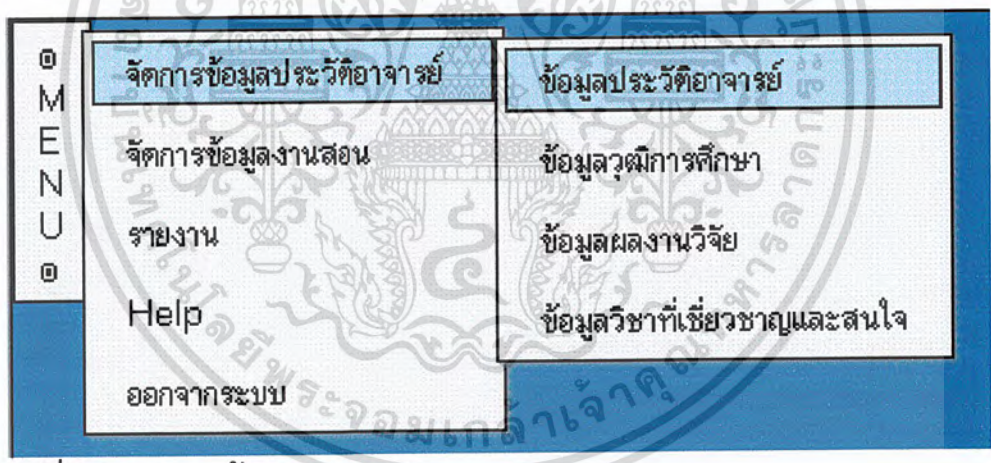 M
E
N
U
จัดการข้อมูลประวัติอาจารย์
จัดการข้อมูลงานสอน
รายงาน
Help
ออกจากระบบ
ข้อมูลประวัติอาจารย์
ข้อมูลวุฒิการศึกษา
ข้อมูลผลงานวิจัย
ข้อมูลวิชาที่เชี่ยวชาญและสนใจ